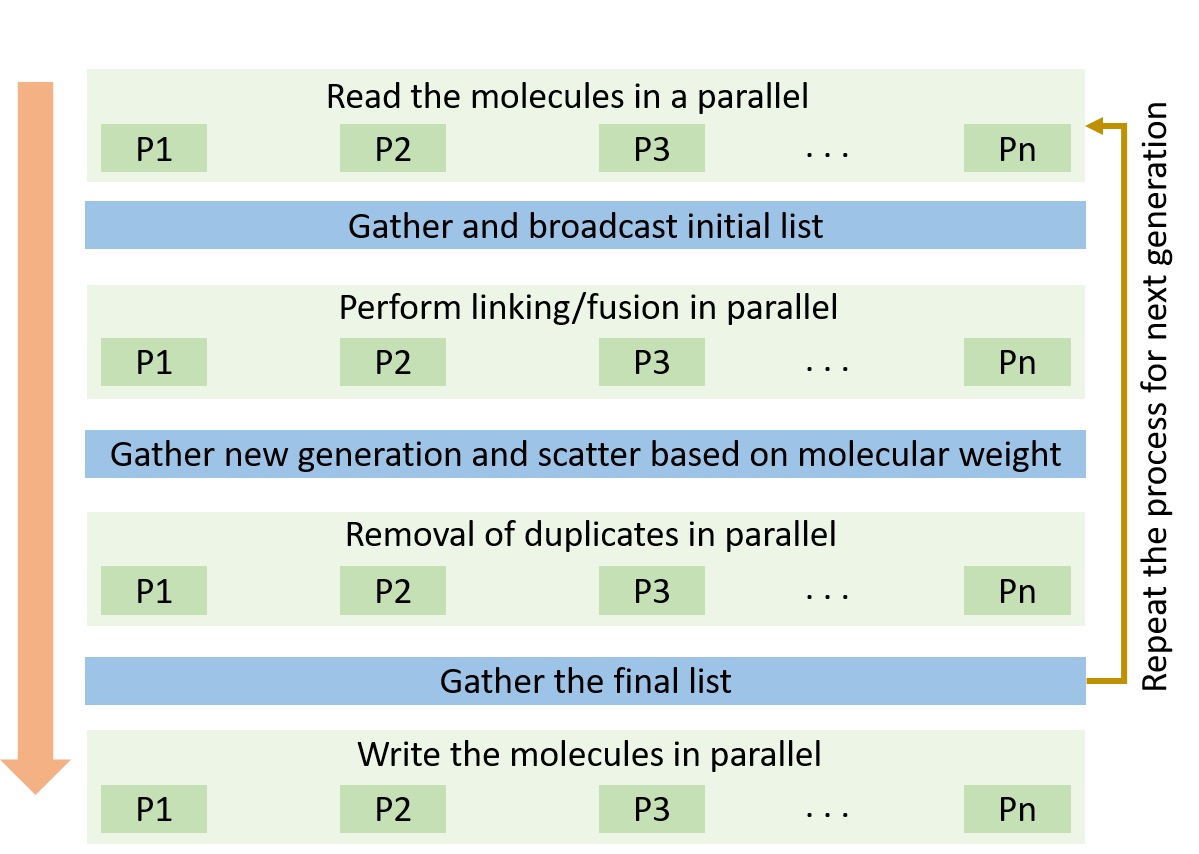 Read the molecules in a parallel
P1 P2 P3 . . . Pn
Gather and broadcast initial list
Perform linking/fusion in parallel
P1 P2 P3 . . . Pn
Gather new generation and scatter based on molecular weight
Removal of duplicates in parallel
P1 P2 P3 . . . Pn
Gather the final list
Write the molecules in parallel
P1 P2 P3 . . . Pn
Repeat the process for next generation